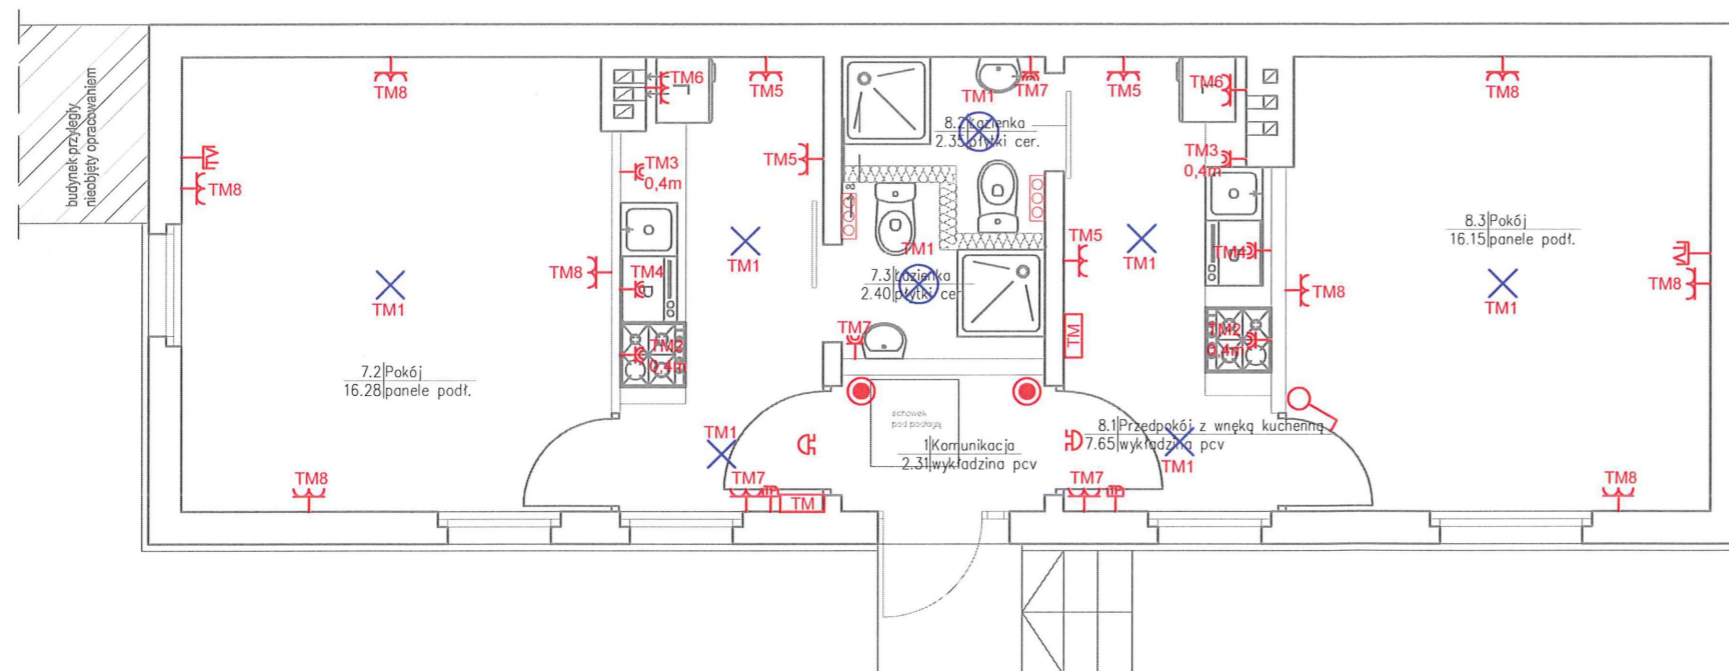 budynek przyległy
nieobjęty opracowaniem
TV
TM8
TM8
TM1
7.2 Pokój
16.28 panele podł.
TM8
TM8
TM6
TM3
0,4m
TM4
TM2
0,4m
TM5
TM5
TM1
TM1
TM7
TM
TM1
TM7
8.2 Łazienka
2.35 płytki cer.
TM1
7.3 Łazienka
2.40 płytki cer.
TM7
schowek
pod podłogą
1 Komunikacja
2.31 wykładzina pcv
TM5
TM6
TM3
0,4m
TM5
TM1
TM4
TM
TM2
0,4m
8.1 Przedpokój z wnęką kuchenną
7.65 wykładzina pcv
TM1
TM7
TM8
8.3 Pokój
16.15 panele podł.
TV
TM8
TM8
TM1
TM8